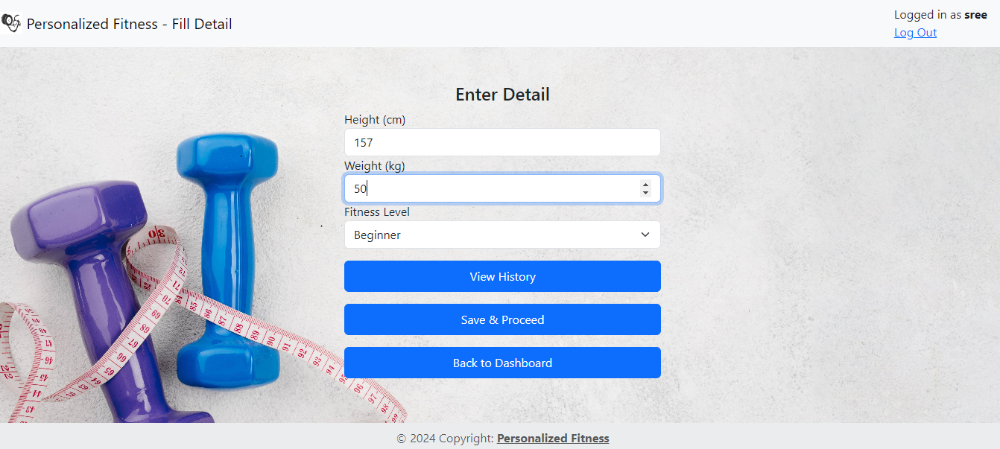 Personalized Fitness - Fill Detail
Logged in as sree
Log Out
Enter Detail
Height (cm)
157
Weight (kg)
50
Fitness Level
Beginner
View History
Save & Proceed
Back to Dashboard
© 2024 Copyright: Personalized Fitness